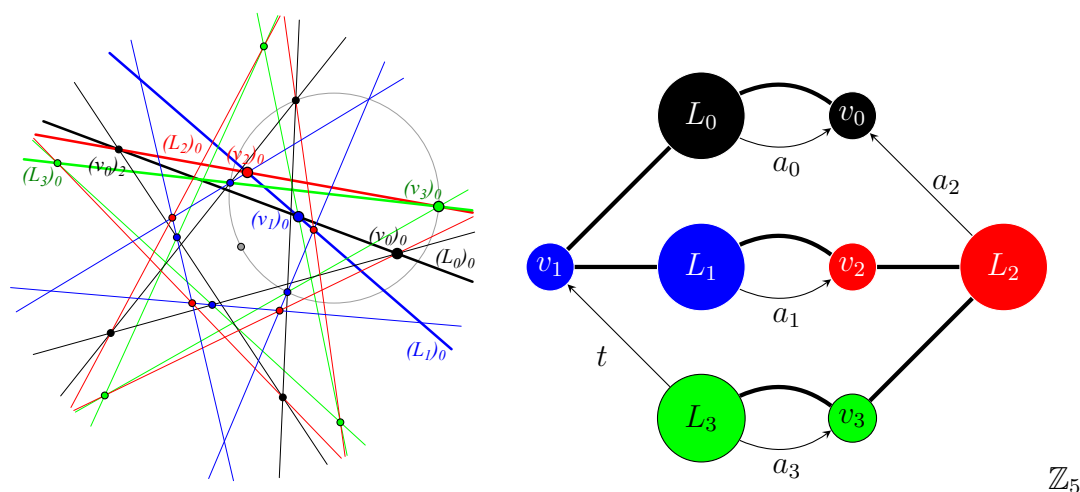 (L₂)₀
(v₂)₀
(v₀)₂
(L₃)₀
(v₃)₀
(v₁)₀
(v₀)₀
(L₀)₀
(L₁)₀
L₀
v₀
a₀
a₂
v₁
L₁
v₂
L₂
a₁
t
L₃
v₃
a₃
ℤ₅